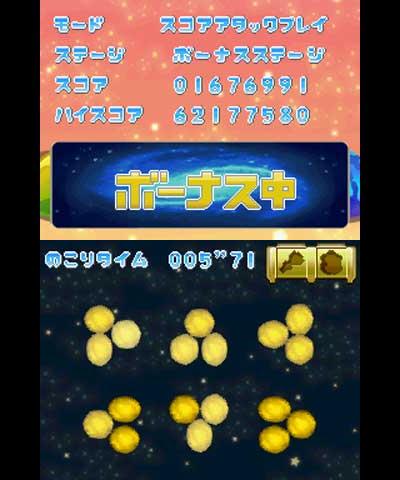 モード スコアアタックプレイ
ステージ ボーナスステージ
スコア 01676991
ハイスコア 62177580
ボーナス中
のこりタイム 005"71